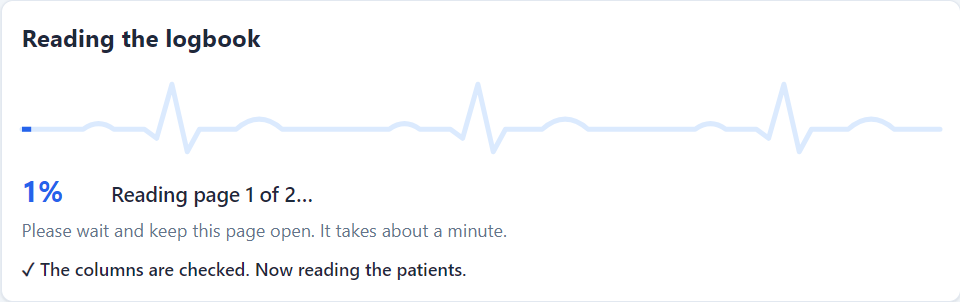 Reading the logbook
1% Reading page 1 of 2...
Please wait and keep this page open. It takes about a minute.
✓ The columns are checked. Now reading the patients.